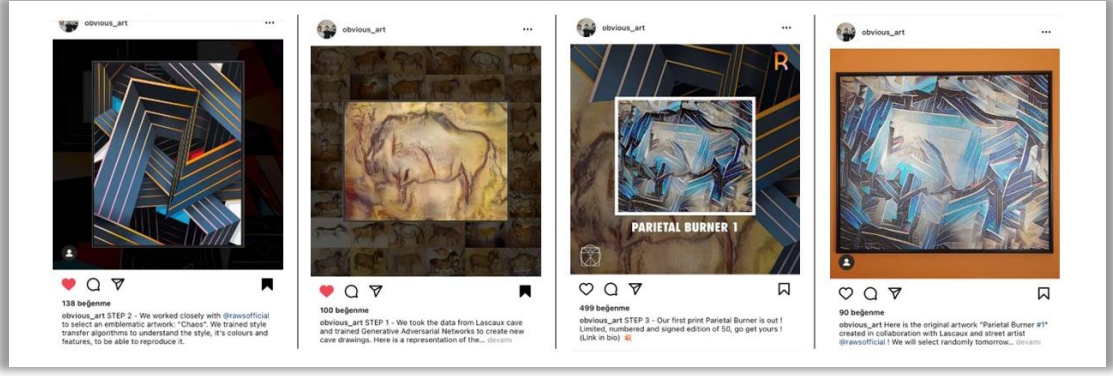 obvious_art
138 beğenme
obvious_art STEP 2 - We worked closely with @rawsofficial
to select an emblematic artwork: "Chaos". We trained style
transfer algorithms to understand the style, it's colours and
features, to be able to reproduce it.
obvious_art
100 beğenme
obvious_art STEP 1 - We took the data from Lascaux cave
and trained Generative Adversarial Networks to create new
cave drawings. Here is a representation of the... devamı
obvious_art
R
PARIETAL BURNER 1
499 beğenme
obvious_art STEP 3 - Our first print Parietal Burner is out !
Limited, numbered and signed edition of 50, go get yours !
(Link in bio) 💥
obvious_art
90 beğenme
obvious_art Here is the original artwork "Parietal Burner #1"
created in collaboration with Lascaux and street artist
@rawsofficial ! We will select randomly tomorrow... devamı